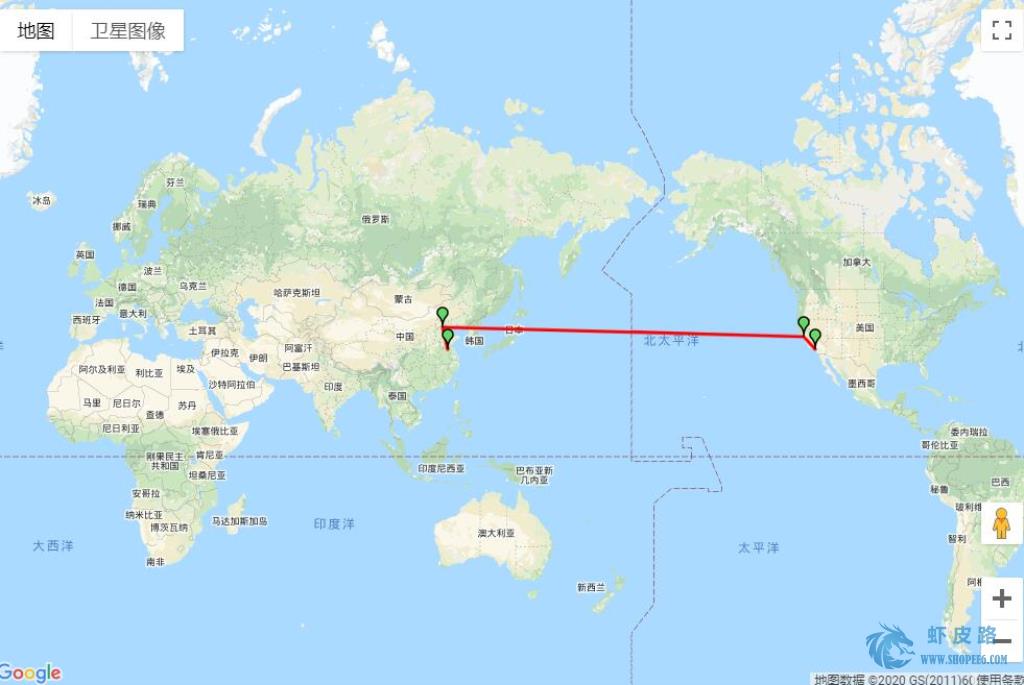 地图 卫星图像
冰岛
芬兰
瑞典
挪威
俄罗斯
英国
加拿大
波兰
德国
乌克兰
哈萨克斯坦
法国
蒙古
意大利
西班牙
土耳其
美国
中国
韩国
日本
北太平洋
伊拉克
伊朗
阿富汗
阿尔及利亚
利比亚
埃及
巴基斯坦
沙特阿拉伯
印度
墨西哥
泰国
马里
尼日尔
苏丹
乍得
尼日利亚
埃塞俄比亚
委内瑞拉
哥伦比亚
刚果民主
共和国
肯尼亚
坦桑尼亚
印度尼西亚
巴布亚新
几内亚
巴西
秘鲁
安哥拉
玻利维
纳米比亚
博茨瓦纳
马达加斯加岛
印度洋
澳大利亚
智利
大西洋
太平洋
南非
新西兰
阿根
虾皮路
WWW.SHOPEE6.COM
Google
地图数据 ©2020 GS(2011)60 使用条款